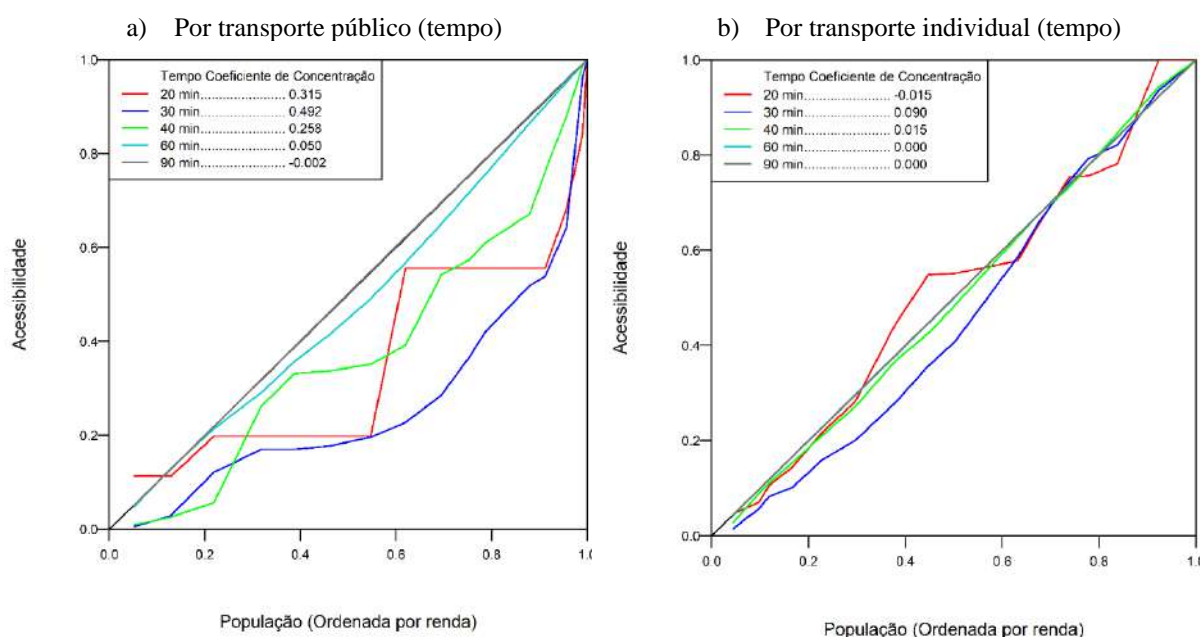 a) Por transporte público (tempo)
Tempo Coeficiente de Concentração
20 min........................ 0.315
30 min........................ 0.492
40 min........................ 0.258
60 min........................ 0.050
90 min........................ -0.002
1.0
0.8
0.6
0.4
0.2
0.0
Acessibilidade
0.0 0.2 0.4 0.6 0.8 1.0
População (Ordenada por renda)
b) Por transporte individual (tempo)
Tempo Coeficiente de Concentração
20 min........................ -0.015
30 min........................ 0.090
40 min........................ 0.015
60 min........................ 0.000
90 min........................ 0.000
1.0
0.8
0.6
0.4
0.2
0.0
Acessibilidade
0.0 0.2 0.4 0.6 0.8 1.0
População (Ordenada por renda)